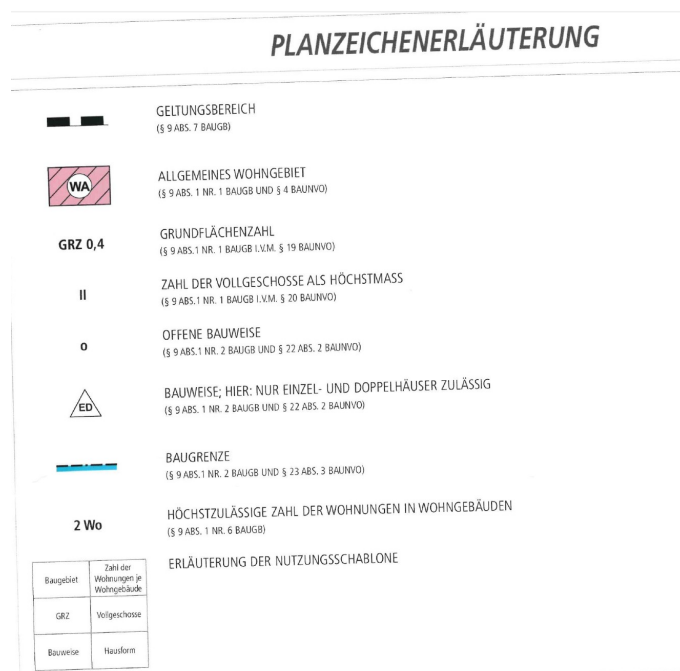 PLANZEICHENERLÄUTERUNG
GELTUNGSBEREICH
(§ 9 ABS. 7 BAUGB)
WA
ALLGEMEINES WOHNGEBIET
(§ 9 ABS. 1 NR. 1 BAUGB UND § 4 BAUNVO)
GRZ 0,4
GRUNDFLÄCHENZAHL
(§ 9 ABS.1 NR. 1 BAUGB I.V.M. § 19 BAUNVO)
II
ZAHL DER VOLLGESCHOSSE ALS HÖCHSTMASS
(§ 9 ABS.1 NR. 1 BAUGB I.V.M. § 20 BAUNVO)
o
OFFENE BAUWEISE
(§ 9 ABS.1 NR. 2 BAUGB UND § 22 ABS. 2 BAUNVO)
ED
BAUWEISE; HIER: NUR EINZEL- UND DOPPELHÄUSER ZULÄSSIG
(§ 9 ABS. 1 NR. 2 BAUGB UND § 22 ABS. 2 BAUNVO)
BAUGRENZE
(§ 9 ABS.1 NR. 2 BAUGB UND § 23 ABS. 3 BAUNVO)
2 Wo
HÖCHSTZULÄSSIGE ZAHL DER WOHNUNGEN IN WOHNGEBÄUDEN
(§ 9 ABS. 1 NR. 6 BAUGB)
ERLÄUTERUNG DER NUTZUNGSSCHABLONE
Baugebiet
Zahl der
Wohnungen je
Wohngebäude
GRZ
Vollgeschosse
Bauweise
Hausform